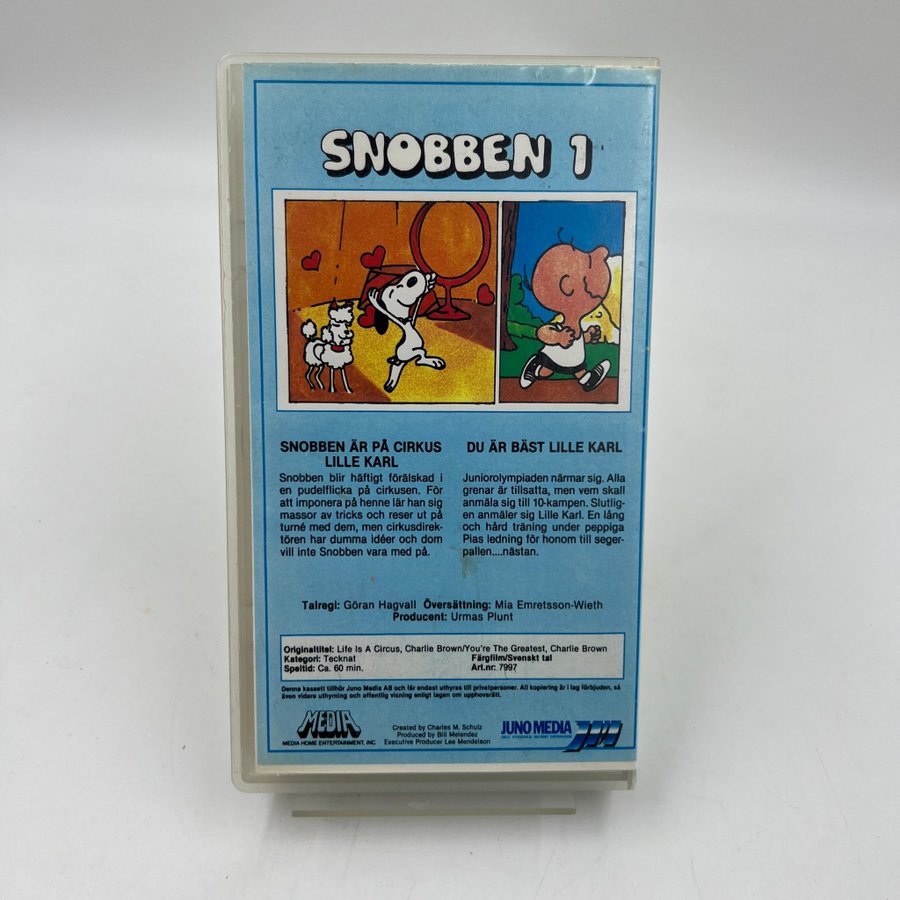 SNOBBEN 1
SNOBBEN ÄR PÅ CIRKUS
LILLE KARL
Snobben blir häftigt förälskad i
en pudelflicka på cirkusen. För
att imponera på henne lär han sig
massor av tricks och reser ut på
turné med dem, men cirkusdirek-
tören har dumma idéer och dom
vill inte Snobben vara med på.
DU ÄR BÄST LILLE KARL
Juniorolympiaden närmar sig. Alla
grenar är tillsatta, men vem skall
anmäla sig till 10-kampen. Slutlig-
en anmäler sig Lille Karl. En lång
och hård träning under peppiga
Pias ledning för honom till seger-
pallen....nästan.
Talregi: Göran Hagvall Översättning: Mia Emretsson-Wieth
Producent: Urmas Plunt
Originaltitel: Life Is A Circus, Charlie Brown/You're The Greatest, Charlie Brown
Kategori: Tecknat Färgfilm/Svenskt tal
Speltid: Ca. 60 min. Art.nr: 7997
Denna kassett tillhör Juno Media AB och får endast uthyras till privatpersoner. All kopiering är i lag förbjuden, så
även vidare uthyrning och offentlig visning enligt lagen om upphovsrätt.
MEDIA
MEDIA HOME ENTERTAINMENT, INC.
Created by Charles M. Schulz
Produced by Bill Melendez
Executive Producer Lee Mendelson
JUNO MEDIA